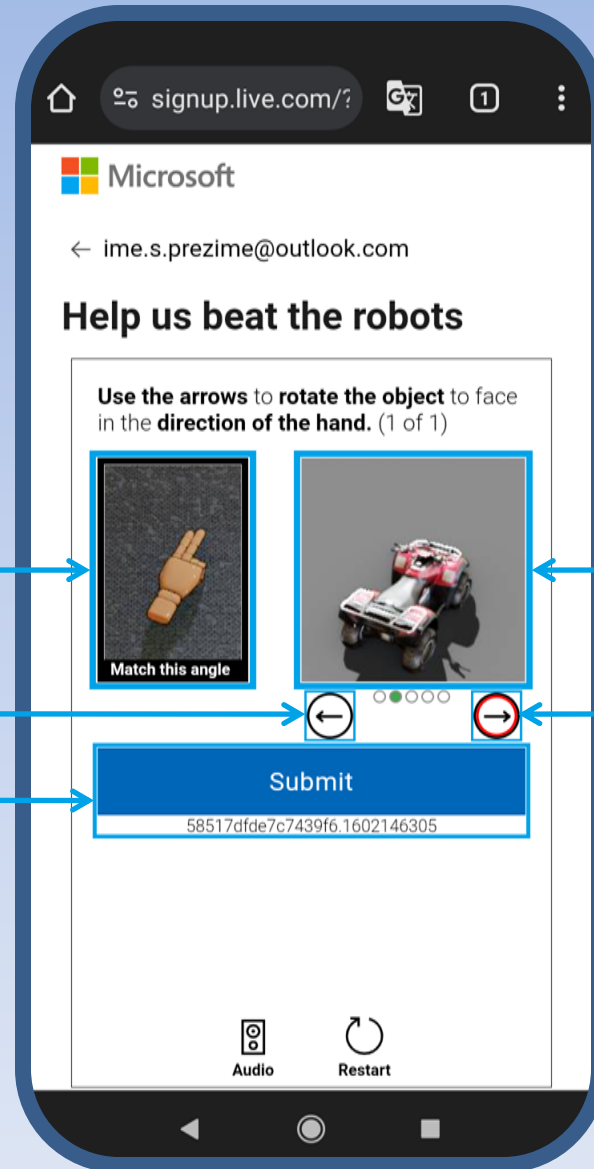 signup.live.com/?
1
Microsoft
← ime.s.prezime@outlook.com
Help us beat the robots
Use the arrows to rotate the object to face
in the direction of the hand. (1 of 1)
Match this angle
Submit
58517dfde7c7439f6.1602146305
Audio
Restart